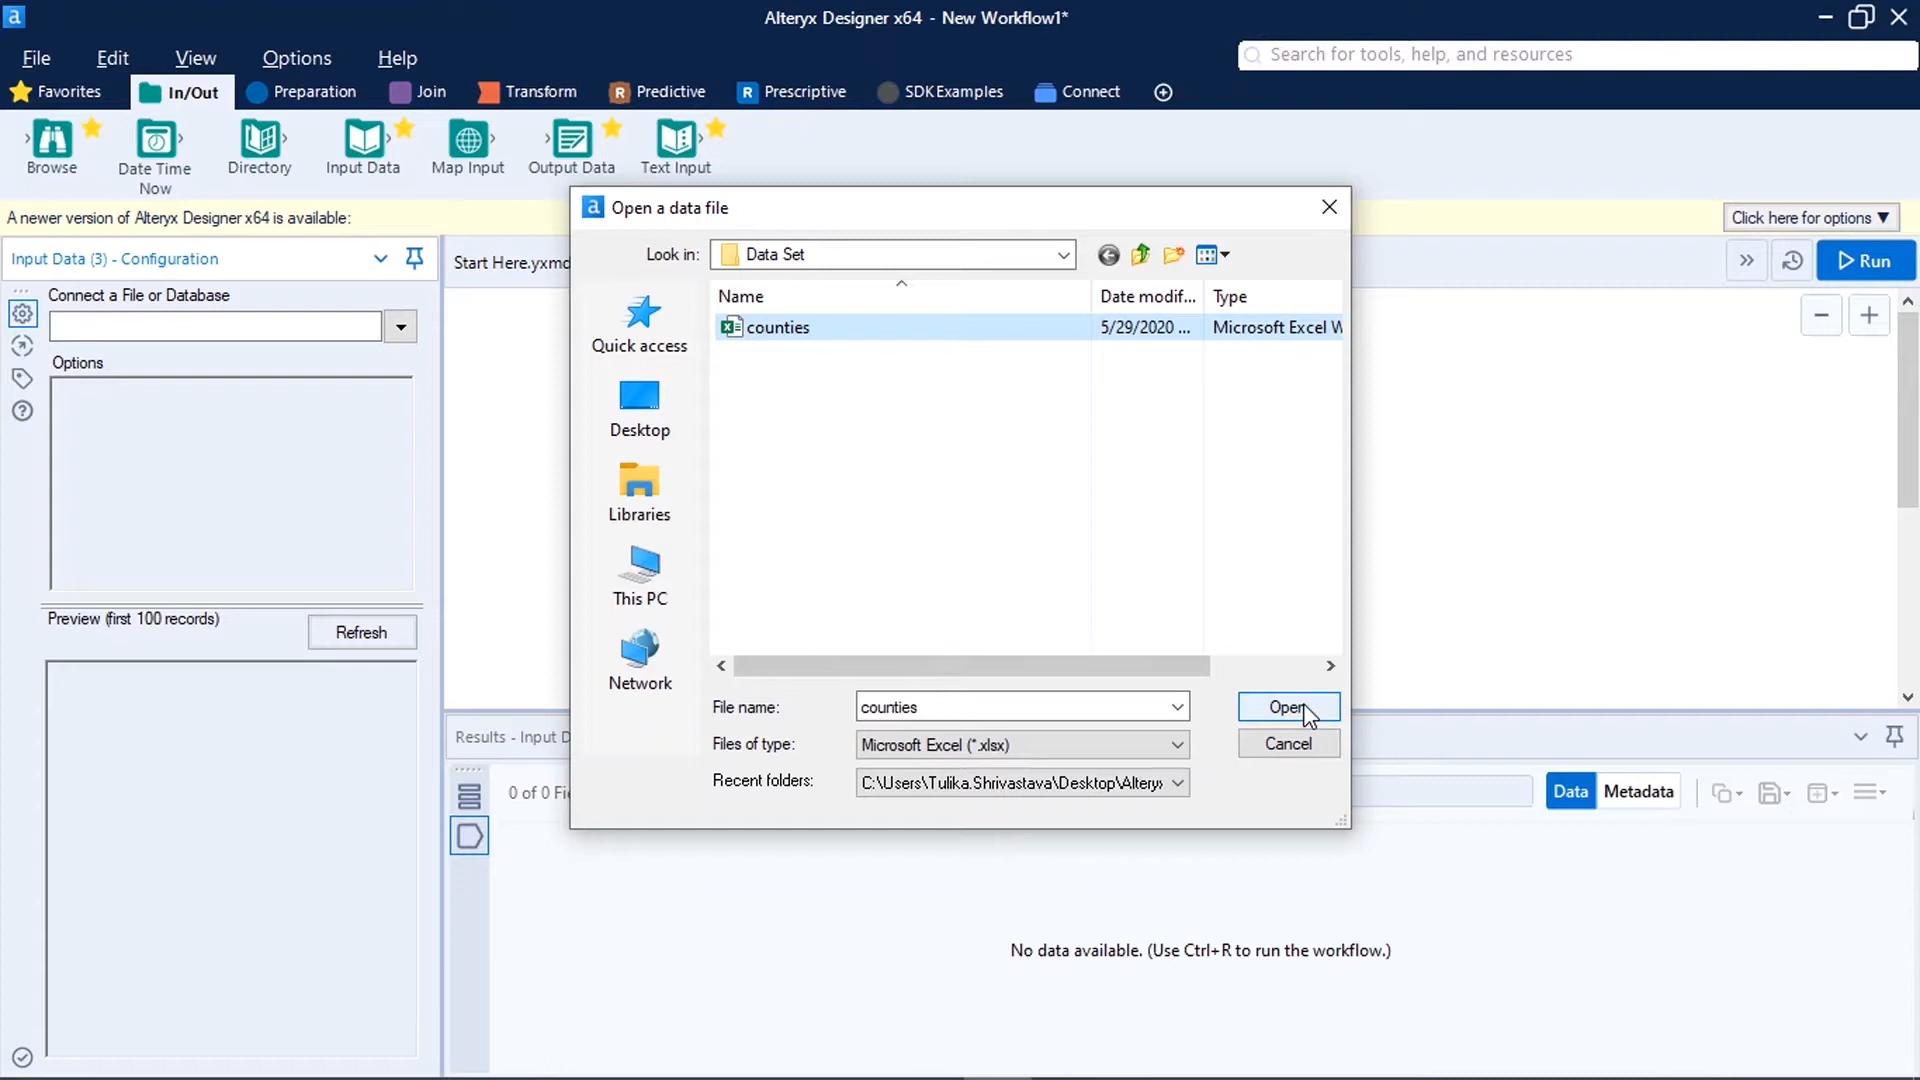 a
Alteryx Designer x64 - New Workflow1*
File Edit View Options Help
Search for tools, help, and resources
Favorites In/Out Preparation Join Transform R Predictive R Prescriptive SDKExamples Connect
Browse Date Time Now Directory Input Data Map Input Output Data Text Input
A newer version of Alteryx Designer x64 is available:
Click here for options ▼
Input Data (3) - Configuration
Start Here.yxmd
Run
Connect a File or Database
Options
Preview (first 100 records)
Refresh
a Open a data file
Look in: Data Set
Name Date modif... Type
counties 5/29/2020 ... Microsoft Excel W
Quick access
Desktop
Libraries
This PC
Network
File name: counties
Open
Files of type: Microsoft Excel (*.xlsx)
Cancel
Recent folders: C:\Users\Tulika.Shrivastava\Desktop\Alteryx
Results - Input D
0 of 0 Fie
Data Metadata
No data available. (Use Ctrl+R to run the workflow.)